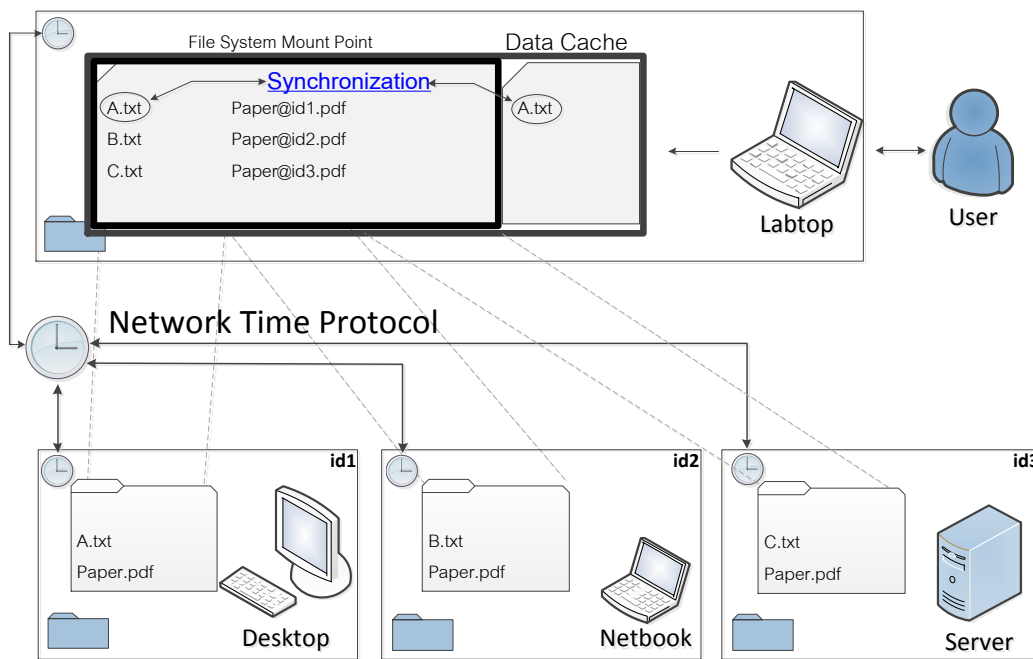 File System Mount Point
Data Cache
Synchronization
A.txt
Paper@id1.pdf
A.txt
B.txt
Paper@id2.pdf
C.txt
Paper@id3.pdf
Labtop
User
Network Time Protocol
id1
A.txt
Paper.pdf
Desktop
id2
B.txt
Paper.pdf
Netbook
id3
C.txt
Paper.pdf
Server